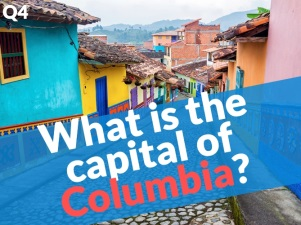 Q4
What is the
capital of
Columbia?